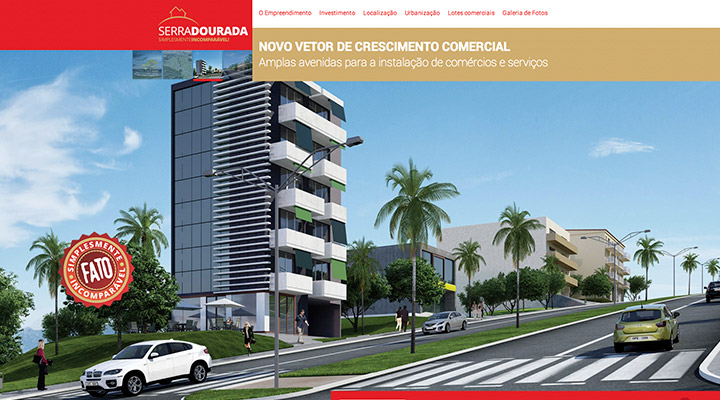 SERRADOURADA
SIMPLESMENTE INCOMPARÁVEL!
O Empreendimento Investimento Localização Urbanização Lotes comerciais Galeria de Fotos
NOVO VETOR DE CRESCIMENTO COMERCIAL
Amplas avenidas para a instalação de comércios e serviços
SIMPLESMENTE
FATO
INCOMPARÁVEL!